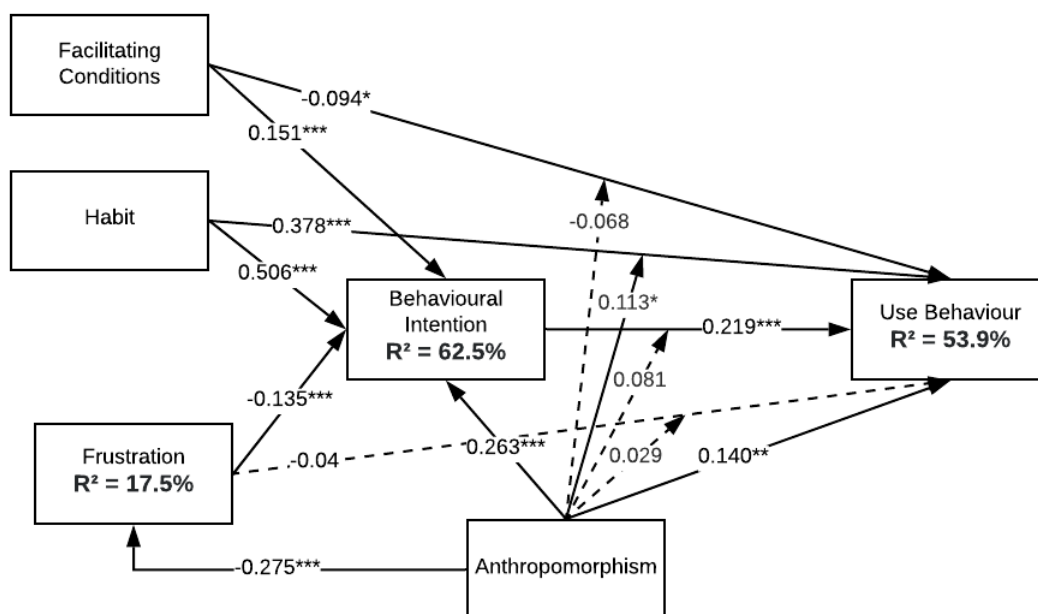 Facilitating
Conditions
-0.094*
0.151***
Habit
0.378***
-0.068
0.506***
Behavioural
Intention
R² = 62.5%
0.113*
0.219***
Use Behaviour
R² = 53.9%
0.081
-0.135***
Frustration
R² = 17.5%
-0.04
0.263***
0.029
0.140**
-0.275***
Anthropomorphism